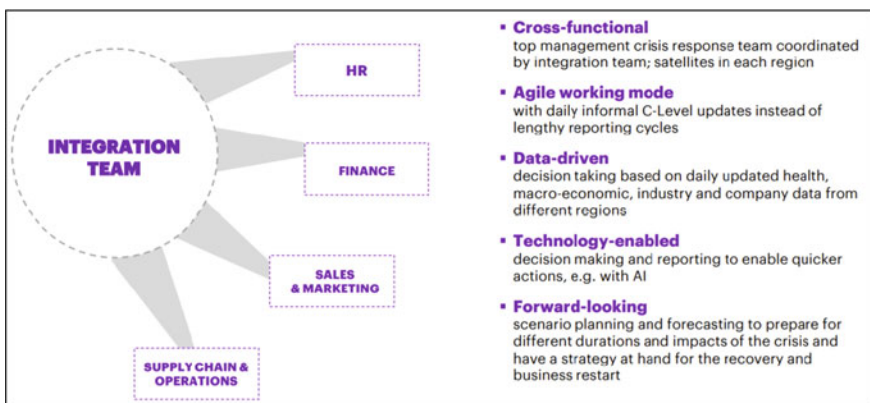 INTEGRATION
TEAM
HR
FINANCE
SALES
& MARKETING
SUPPLY CHAIN &
OPERATIONS
▪ Cross-functional
top management crisis response team coordinated
by integration team; satellites in each region
▪ Agile working mode
with daily informal C-Level updates instead of
lengthy reporting cycles
▪ Data-driven
decision taking based on daily updated health,
macro-economic, industry and company data from
different regions
▪ Technology-enabled
decision making and reporting to enable quicker
actions, e.g. with AI
▪ Forward-looking
scenario planning and forecasting to prepare for
different durations and impacts of the crisis and
have a strategy at hand for the recovery and
business restart